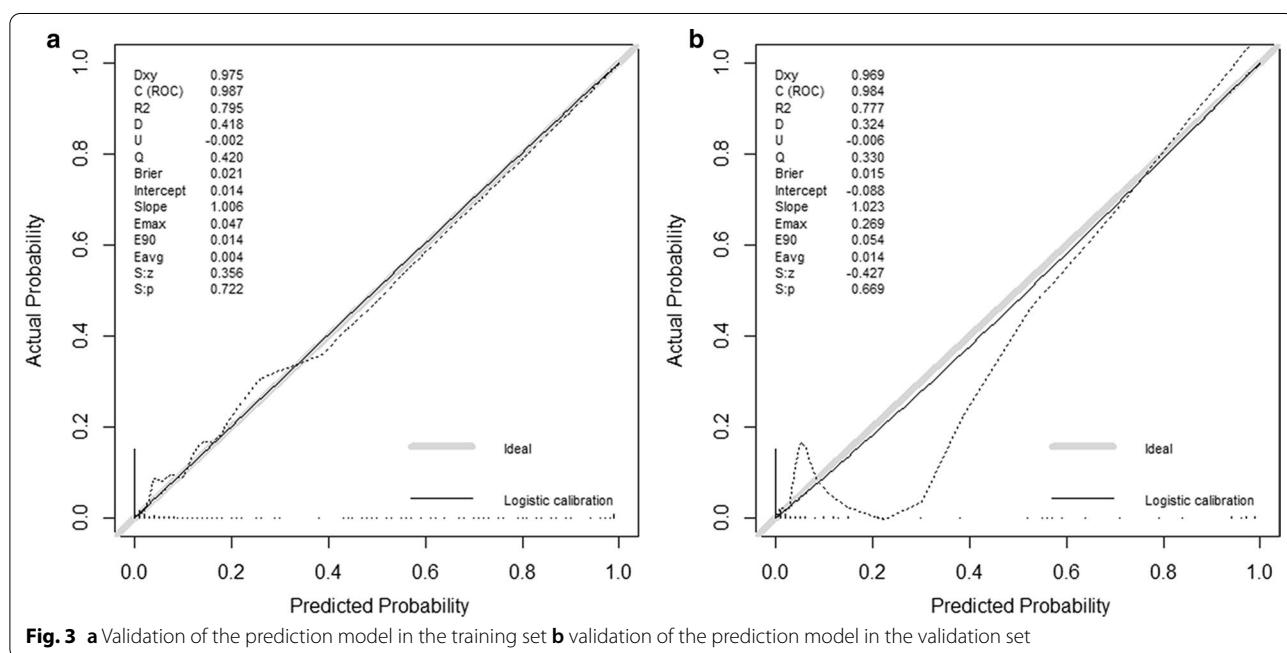 a
Dxy 0.975
C (ROC) 0.987
R2 0.795
D 0.418
U -0.002
Q 0.420
Brier 0.021
Intercept 0.014
Slope 1.006
Emax 0.047
E90 0.014
Eavg 0.004
S:z 0.356
S:p 0.722
Actual Probability
1.0
0.8
0.6
0.4
0.2
0.0
Ideal
Logistic calibration
0.0 0.2 0.4 0.6 0.8 1.0
Predicted Probability
b
Dxy 0.969
C (ROC) 0.984
R2 0.777
D 0.324
U -0.006
Q 0.330
Brier 0.015
Intercept -0.088
Slope 1.023
Emax 0.269
E90 0.054
Eavg 0.014
S:z -0.427
S:p 0.669
Actual Probability
1.0
0.8
0.6
0.4
0.2
0.0
Ideal
Logistic calibration
0.0 0.2 0.4 0.6 0.8 1.0
Predicted Probability
Fig. 3 a Validation of the prediction model in the training set b validation of the prediction model in the validation set